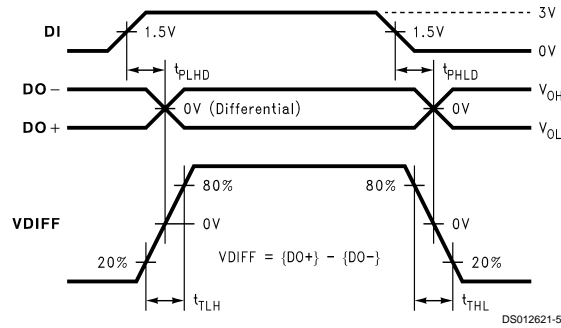 3V
DI
1.5V
1.5V
0V
tPLHD
tPHLD
DO−
VOH
0V (Differential)
0V
DO+
VOL
80%
80%
VDIFF
0V
0V
20%
VDIFF = {DO+} - {DO-}
20%
tTLH
tTHL
DS012621-5